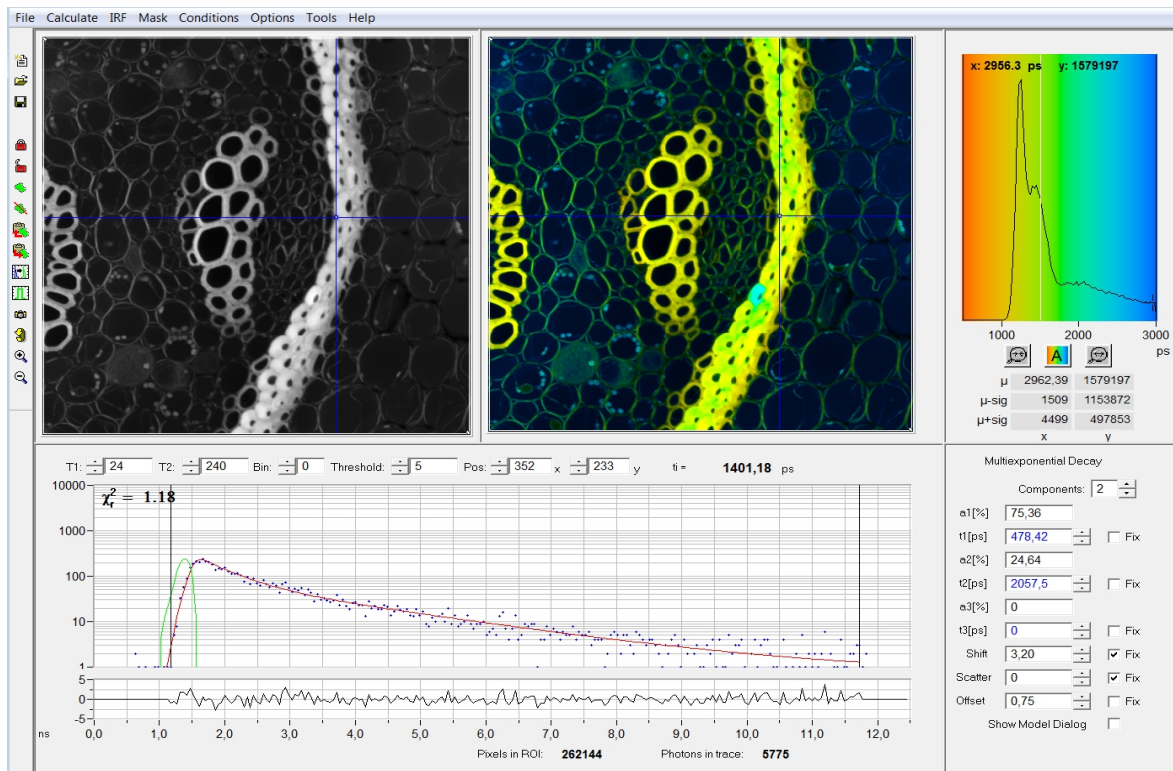 File Calculate IRF Mask Conditions Options Tools Help
x: 2956.3 ps y: 1579197
1000 2000 3000
ps
A
μ 2962,39 1579197
μ-sig 1509 1153872
μ+sig 4499 497853
x y
T1: 24 T2: 240 Bin: 0 Threshold: 5 Pos: 352 x 233 y ti = 1401,18 ps
χr² = 1.18
10000
1000
100
10
1
5
0
-5
ns 0,0 1,0 2,0 3,0 4,0 5,0 6,0 7,0 8,0 9,0 10,0 11,0 12,0
Pixels in ROI: 262144 Photons in trace: 5775
Multiexponential Decay
Components: 2
a1[%] 75,36
t1[ps] 478,42 Fix
a2[%] 24,64
t2[ps] 2057,5 Fix
a3[%] 0
t3[ps] 0 Fix
Shift 3,20 Fix
Scatter 0 Fix
Offset 0,75 Fix
Show Model Dialog